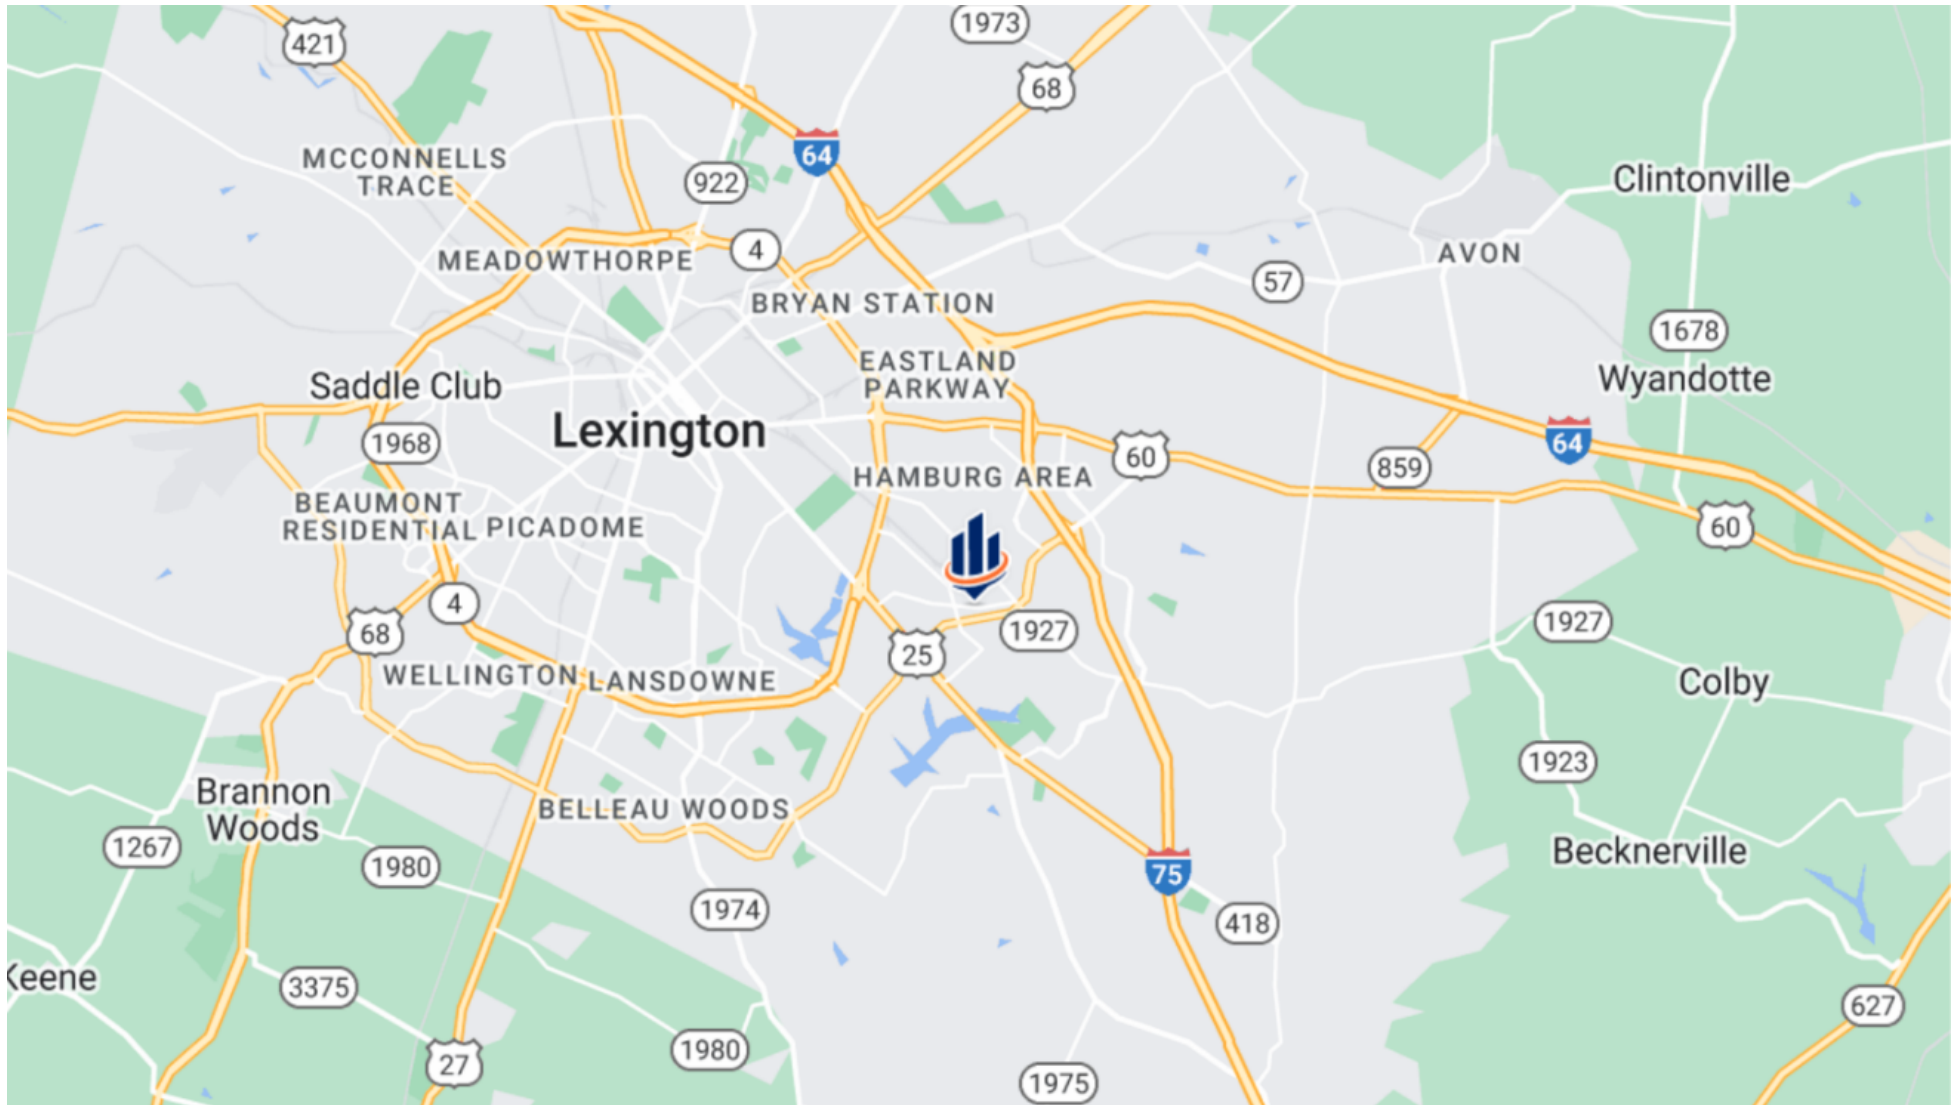 1973
421
68
64
MCCONNELLS
TRACE
922
Clintonville
4
MEADOWTHORPE
AVON
57
BRYAN STATION
1678
EASTLAND
PARKWAY
Wyandotte
Saddle Club
Lexington
1968
64
60
859
HAMBURG AREA
BEAUMONT
RESIDENTIAL
PICADOME
60
4
1927
68
1927
25
WELLINGTON
LANSDOWNE
Colby
1923
Brannon
Woods
BELLEAU WOODS
1267
Becknerville
1980
75
1974
418
Keene
3375
627
1980
27
1975